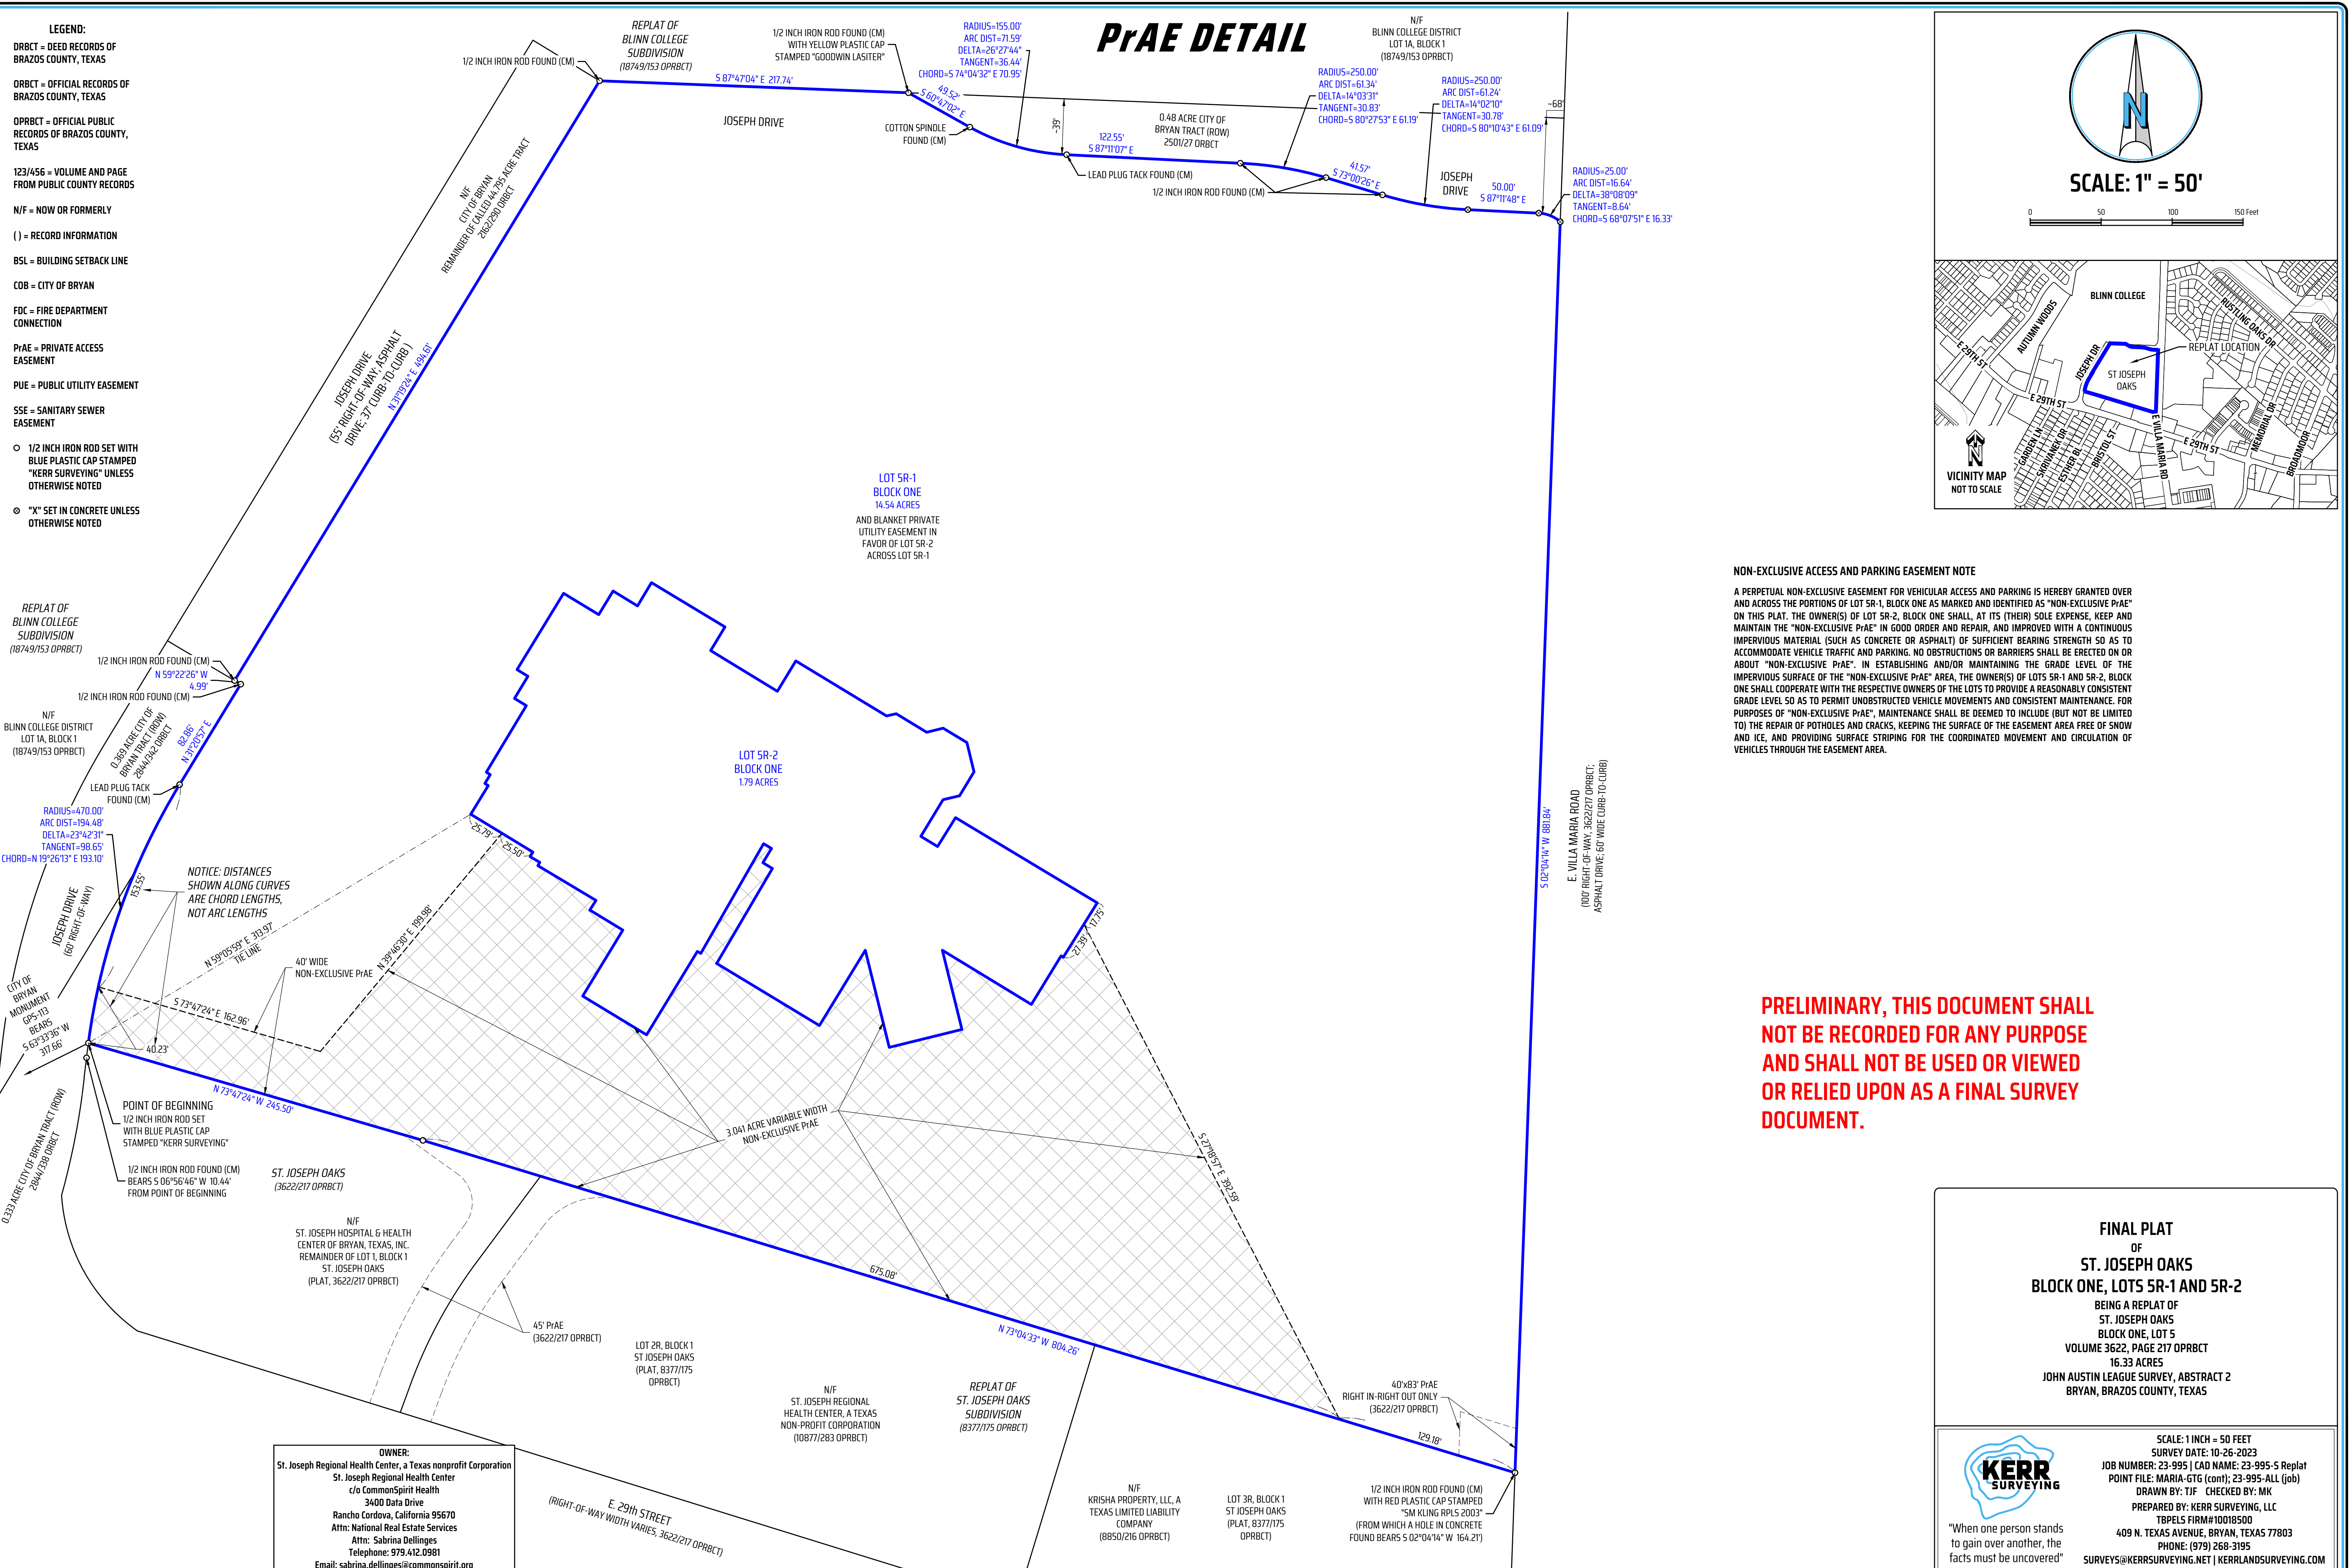 LEGEND:
DRBCT = DEED RECORDS OF
BRAZOS COUNTY, TEXAS
ORBCT = OFFICIAL RECORDS OF
BRAZOS COUNTY, TEXAS
OPRBCT = OFFICIAL PUBLIC
RECORDS OF BRAZOS COUNTY,
TEXAS
123/456 = VOLUME AND PAGE
FROM PUBLIC COUNTY RECORDS
N/F = NOW OR FORMERLY
( ) = RECORD INFORMATION
BSL = BUILDING SETBACK LINE
COB = CITY OF BRYAN
FDC = FIRE DEPARTMENT
CONNECTION
PrAE = PRIVATE ACCESS
EASEMENT
PUE = PUBLIC UTILITY EASEMENT
SSE = SANITARY SEWER
EASEMENT
1/2 INCH IRON ROD SET WITH
BLUE PLASTIC CAP STAMPED
"KERR SURVEYING" UNLESS
OTHERWISE NOTED
"X" SET IN CONCRETE UNLESS
OTHERWISE NOTED
PrAE DETAIL
1/2 INCH IRON ROD FOUND (CM)
REPLAT OF
BLINN COLLEGE
SUBDIVISION
(18749/153 OPRBCT)
S 87°47'04" E 217.74'
JOSEPH DRIVE
1/2 INCH IRON ROD FOUND (CM)
WITH YELLOW PLASTIC CAP
STAMPED "GOODWIN LASITER"
RADIUS=155.00'
ARC DIST=71.59'
DELTA=26°27'44"
TANGENT=36.44'
CHORD=S 74°04'32" E 70.95'
49.52'
S 60°47'02" E
COTTON SPINDLE
FOUND (CM)
~39'
122.55'
S 87°11'07" E
LEAD PLUG TACK FOUND (CM)
0.48 ACRE CITY OF
BRYAN TRACT (ROW)
2501/27 ORBCT
1/2 INCH IRON ROD FOUND (CM)
N/F
BLINN COLLEGE DISTRICT
LOT 1A, BLOCK 1
(18749/153 OPRBCT)
RADIUS=250.00'
ARC DIST=61.34'
DELTA=14°03'31"
TANGENT=30.83'
CHORD=S 80°27'53" E 61.19'
RADIUS=250.00'
ARC DIST=61.24'
DELTA=14°02'10"
TANGENT=30.78'
CHORD=S 80°10'43" E 61.09'
~68'
41.57'
S 73°00'26" E
JOSEPH
DRIVE
50.00'
S 87°11'48" E
RADIUS=25.00'
ARC DIST=16.64'
DELTA=38°08'09"
TANGENT=8.64'
CHORD=S 68°07'51" E 16.33'
N/F
CITY OF BRYAN
REMAINDER OF CALLED 44.795 ACRE TRACT
2162/290 ORBCT
JOSEPH DRIVE
(55' RIGHT-OF-WAY; ASPHALT
DRIVE; 37' CURB-TO-CURB )
N 31°19'24" E 494.61'
LOT 5R-1
BLOCK ONE
14.54 ACRES
AND BLANKET PRIVATE
UTILITY EASEMENT IN
FAVOR OF LOT 5R-2
ACROSS LOT 5R-1
LOT 5R-2
BLOCK ONE
1.79 ACRES
REPLAT OF
BLINN COLLEGE
SUBDIVISION
(18749/153 OPRBCT)
1/2 INCH IRON ROD FOUND (CM)
N 59°22'26" W
4.99'
1/2 INCH IRON ROD FOUND (CM)
N/F
BLINN COLLEGE DISTRICT
LOT 1A, BLOCK 1
(18749/153 OPRBCT)
0.369 ACRE CITY OF
BRYAN TRACT (ROW)
2844/342 ORBCT
82.86'
N 31°20'57" E
LEAD PLUG TACK
FOUND (CM)
RADIUS=470.00'
ARC DIST=194.48'
DELTA=23°42'31"
TANGENT=98.65'
CHORD=N 19°26'13" E 193.10'
153.55'
NOTICE: DISTANCES
SHOWN ALONG CURVES
ARE CHORD LENGTHS,
NOT ARC LENGTHS
JOSEPH DRIVE
(60' RIGHT-OF-WAY)
N 59°05'59" E 313.97'
TIE LINE
25.79'
25.50'
N 39°46'30" E 199.98'
40' WIDE
NON-EXCLUSIVE PrAE
S 73°47'24" E 162.96'
CITY OF
BRYAN
MONUMENT
GPS-113
BEARS
S 63°33'36" W
317.66'
40.23'
N 73°47'24" W 245.50'
POINT OF BEGINNING
1/2 INCH IRON ROD SET
WITH BLUE PLASTIC CAP
STAMPED "KERR SURVEYING"
1/2 INCH IRON ROD FOUND (CM)
BEARS S 06°56'46" W 10.44'
FROM POINT OF BEGINNING
0.333 ACRE CITY OF BRYAN TRACT (ROW)
2844/338 ORBCT
ST. JOSEPH OAKS
(3622/217 OPRBCT)
N/F
ST. JOSEPH HOSPITAL & HEALTH
CENTER OF BRYAN, TEXAS, INC.
REMAINDER OF LOT 1, BLOCK 1
ST. JOSEPH OAKS
(PLAT, 3622/217 OPRBCT)
45' PrAE
(3622/217 OPRBCT)
3.041 ACRE VARIABLE WIDTH
NON-EXCLUSIVE PrAE
27.39'
17.75'
S 27°18'57" E 392.59'
675.08'
N 73°04'33" W 804.26'
129.18'
LOT 2R, BLOCK 1
ST JOSEPH OAKS
(PLAT, 8377/175
OPRBCT)
N/F
ST. JOSEPH REGIONAL
HEALTH CENTER, A TEXAS
NON-PROFIT CORPORATION
(10877/283 OPRBCT)
REPLAT OF
ST. JOSEPH OAKS
SUBDIVISION
(8377/175 OPRBCT)
40'x83' PrAE
RIGHT IN-RIGHT OUT ONLY
(3622/217 OPRBCT)
N/F
KRISHA PROPERTY, LLC, A
TEXAS LIMITED LIABILITY
COMPANY
(8850/216 OPRBCT)
LOT 3R, BLOCK 1
ST JOSEPH OAKS
(PLAT, 8377/175
OPRBCT)
1/2 INCH IRON ROD FOUND (CM)
WITH RED PLASTIC CAP STAMPED
"SM KLING RPLS 2003"
(FROM WHICH A HOLE IN CONCRETE
FOUND BEARS S 02°04'14" W 164.21')
E. 29th STREET
(RIGHT-OF-WAY WIDTH VARIES, 3622/217 OPRBCT)
OWNER:
St. Joseph Regional Health Center, a Texas nonprofit Corporation
St. Joseph Regional Health Center
c/o CommonSpirit Health
3400 Data Drive
Rancho Cordova, California 95670
Attn: National Real Estate Services
Attn: Sabrina Dellinges
Telephone: 979.412.0981
Email: sabrina.dellinges@commonspirit.org
S 02°04'14" W 881.84'
E. VILLA MARIA ROAD
(100' RIGHT-OF-WAY, 3622/217 OPRBCT;
ASPHALT DRIVE; 60' WIDE CURB-TO-CURB)
N
SCALE: 1" = 50'
0 50 100 150 Feet
BLINN COLLEGE
AUTUMN WOODS
RUSTLING OAKS DR
E 29TH ST
JOSEPH DR
REPLAT LOCATION
ST JOSEPH
OAKS
E 29TH ST
GARDEN LN
SKRIVANEK DR
ESTHER BL
BRISTOL ST
E VILLA MARIA RD
E 29TH ST
MEMORIAL DR
BROADMOOR
N
VICINITY MAP
NOT TO SCALE
NON-EXCLUSIVE ACCESS AND PARKING EASEMENT NOTE
A PERPETUAL NON-EXCLUSIVE EASEMENT FOR VEHICULAR ACCESS AND PARKING IS HEREBY GRANTED OVER
AND ACROSS THE PORTIONS OF LOT 5R-1, BLOCK ONE AS MARKED AND IDENTIFIED AS "NON-EXCLUSIVE PrAE"
ON THIS PLAT. THE OWNER(S) OF LOT 5R-2, BLOCK ONE SHALL, AT ITS (THEIR) SOLE EXPENSE, KEEP AND
MAINTAIN THE "NON-EXCLUSIVE PrAE" IN GOOD ORDER AND REPAIR, AND IMPROVED WITH A CONTINUOUS
IMPERVIOUS MATERIAL (SUCH AS CONCRETE OR ASPHALT) OF SUFFICIENT BEARING STRENGTH SO AS TO
ACCOMMODATE VEHICLE TRAFFIC AND PARKING. NO OBSTRUCTIONS OR BARRIERS SHALL BE ERECTED ON OR
ABOUT "NON-EXCLUSIVE PrAE". IN ESTABLISHING AND/OR MAINTAINING THE GRADE LEVEL OF THE
IMPERVIOUS SURFACE OF THE "NON-EXCLUSIVE PrAE" AREA, THE OWNER(S) OF LOTS 5R-1 AND 5R-2, BLOCK
ONE SHALL COOPERATE WITH THE RESPECTIVE OWNERS OF THE LOTS TO PROVIDE A REASONABLY CONSISTENT
GRADE LEVEL SO AS TO PERMIT UNOBSTRUCTED VEHICLE MOVEMENTS AND CONSISTENT MAINTENANCE. FOR
PURPOSES OF "NON-EXCLUSIVE PrAE", MAINTENANCE SHALL BE DEEMED TO INCLUDE (BUT NOT BE LIMITED
TO) THE REPAIR OF POTHOLES AND CRACKS, KEEPING THE SURFACE OF THE EASEMENT AREA FREE OF SNOW
AND ICE, AND PROVIDING SURFACE STRIPING FOR THE COORDINATED MOVEMENT AND CIRCULATION OF
VEHICLES THROUGH THE EASEMENT AREA.
PRELIMINARY, THIS DOCUMENT SHALL
NOT BE RECORDED FOR ANY PURPOSE
AND SHALL NOT BE USED OR VIEWED
OR RELIED UPON AS A FINAL SURVEY
DOCUMENT.
FINAL PLAT
OF
ST. JOSEPH OAKS
BLOCK ONE, LOTS 5R-1 AND 5R-2
BEING A REPLAT OF
ST. JOSEPH OAKS
BLOCK ONE, LOT 5
VOLUME 3622, PAGE 217 OPRBCT
16.33 ACRES
JOHN AUSTIN LEAGUE SURVEY, ABSTRACT 2
BRYAN, BRAZOS COUNTY, TEXAS
KERR
SURVEYING
"When one person stands
to gain over another, the
facts must be uncovered"
SCALE: 1 INCH = 50 FEET
SURVEY DATE: 10-26-2023
JOB NUMBER: 23-995 | CAD NAME: 23-995-S Replat
POINT FILE: MARIA-GTG (cont); 23-995-ALL (job)
DRAWN BY: TJF CHECKED BY: MK
PREPARED BY: KERR SURVEYING, LLC
TBPELS FIRM#10018500
409 N. TEXAS AVENUE, BRYAN, TEXAS 77803
PHONE: (979) 268-3195
SURVEYS@KERRSURVEYING.NET | KERRLANDSURVEYING.COM